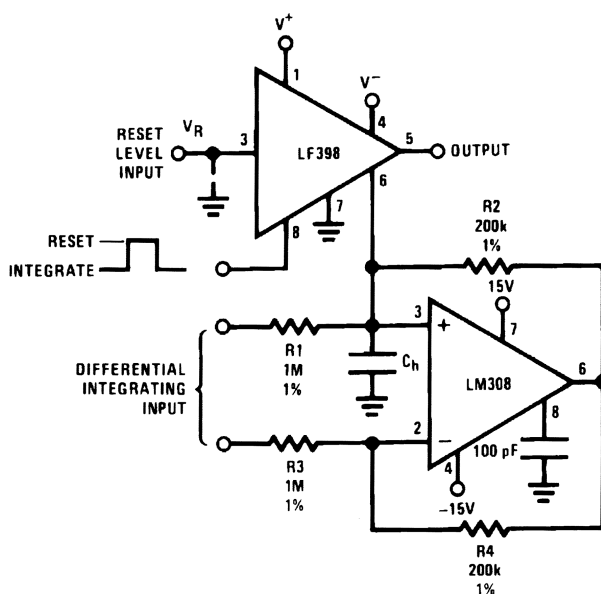 V+
1
V−
4
RESET
LEVEL
INPUT
VR
3
LF398
5
OUTPUT
6
7
8
RESET
INTEGRATE
R2
200k
1%
15V
7
DIFFERENTIAL
INTEGRATING
INPUT
R1
1M
1%
Ch
3
+
LM308
6
2
−
8
100 pF
4
−15V
R3
1M
1%
R4
200k
1%